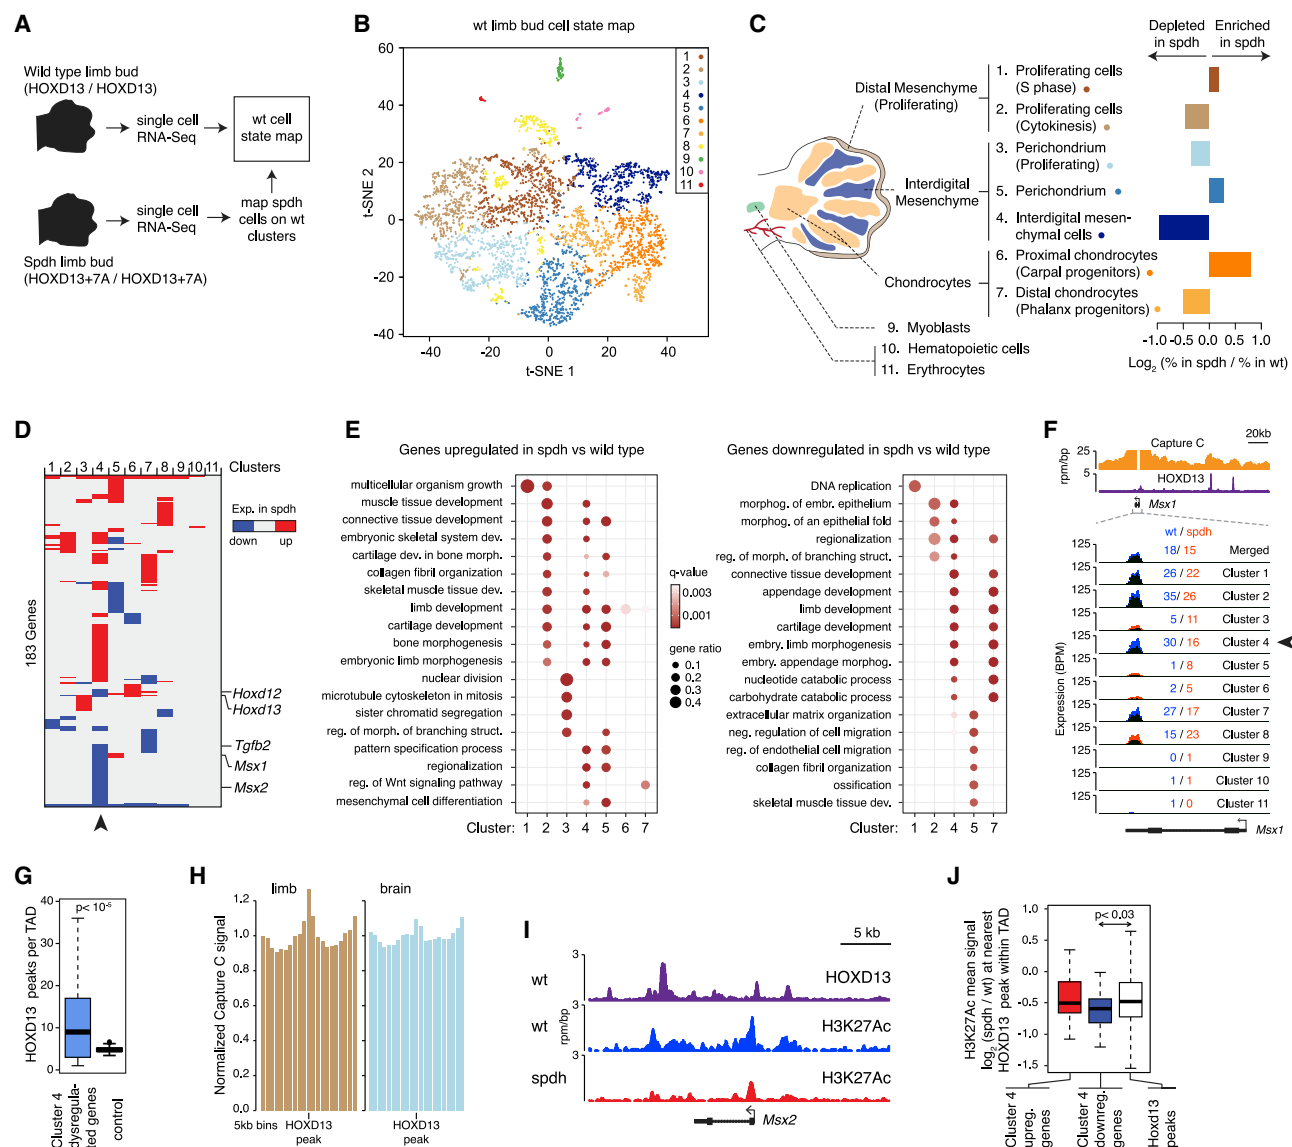 A
Wild type limb bud
(HOXD13 / HOXD13)
single cell
RNA-Seq
wt cell
state map
single cell
RNA-Seq
map spdh
cells on wt
clusters
Spdh limb bud
(HOXD13+7A / HOXD13+7A)
B
wt limb bud cell state map
60
40
20
0
-20
-40
t-SNE 2
-40
-20
0
20
40
t-SNE 1
1
2
3
4
5
6
7
8
9
10
11
C
Depleted
in spdh
Enriched
in spdh
Distal Mesenchyme
(Proliferating)
Interdigital
Mesenchyme
Chondrocytes
1. Proliferating cells
(S phase)
2. Proliferating cells
(Cytokinesis)
3. Perichondrium
(Proliferating)
5. Perichondrium
4. Interdigital mesen-
chymal cells
6. Proximal chondrocytes
(Carpal progenitors)
7. Distal chondrocytes
(Phalanx progenitors)
9. Myoblasts
10. Hematopoietic cells
11. Erythrocytes
-1.0
-0.5
0.0
0.5
1.0
Log2 (% in spdh / % in wt)
D
1 2 3 4 5 6 7 8 9 10 11 Clusters
Exp. in spdh
down
up
183 Genes
Hoxd12
Hoxd13
Tgfb2
Msx1
Msx2
E
Genes upregulated in spdh vs wild type
multicellular organism growth
muscle tissue development
connective tissue development
embryonic skeletal system dev.
cartilage dev. in bone morph.
collagen fibril organization
skeletal muscle tissue dev.
limb development
cartilage development
bone morphogenesis
embryonic limb morphogenesis
nuclear division
microtubule cytoskeleton in mitosis
sister chromatid segregation
reg. of morph. of branching struct.
pattern specification process
regionalization
reg. of Wnt signaling pathway
mesenchymal cell differentiation
Cluster: 1 2 3 4 5 6 7
q-value
0.003
0.001
gene ratio
0.1
0.2
0.3
0.4
Genes downregulated in spdh vs wild type
DNA replication
morphog. of embr. epithelium
morphog. of an epithelial fold
regionalization
reg. of morph. of branching struct.
connective tissue development
appendage development
limb development
cartilage development
embry. limb morphogenesis
embry. appendage morphog.
nucleotide catabolic process
carbohydrate catabolic process
extracellular matrix organization
neg. regulation of cell migration
reg. of endothelial cell migration
collagen fibril organization
ossification
skeletal muscle tissue dev.
Cluster: 1 2 4 5 7
F
Capture C
20kb
25
5
5
rpm/bp
HOXD13
Msx1
wt / spdh
125 18/ 15 Merged
125 26 / 22 Cluster 1
125 35/ 26 Cluster 2
125 5 / 11 Cluster 3
125 30 / 16 Cluster 4
125 1 / 8 Cluster 5
125 2 / 5 Cluster 6
125 27 / 17 Cluster 7
125 15 / 23 Cluster 8
125 0 / 1 Cluster 9
125 1 / 1 Cluster 10
125 1 / 0 Cluster 11
Expression (BPM)
Msx1
G
HOXD13 peaks per TAD
40
30
20
10
0
p< 10-5
Cluster 4
dysregula-
ted genes
control
H
limb
brain
Normalized Capture C signal
1.2
1.0
0.8
0.6
0.4
0.2
0.0
5kb bins
HOXD13
peak
HOXD13
peak
I
5 kb
3
wt
HOXD13
3
wt
rpm/bp
H3K27Ac
3
spdh
H3K27Ac
Msx2
J
H3K27Ac mean signal
log2 (spdh / wt) at nearest
HOXD13 peak within TAD
1.0
0.5
0.0
-0.5
-1.0
-1.5
p< 0.03
Cluster 4
upreg.
genes
Cluster 4
downreg.
genes
Hoxd13
peaks